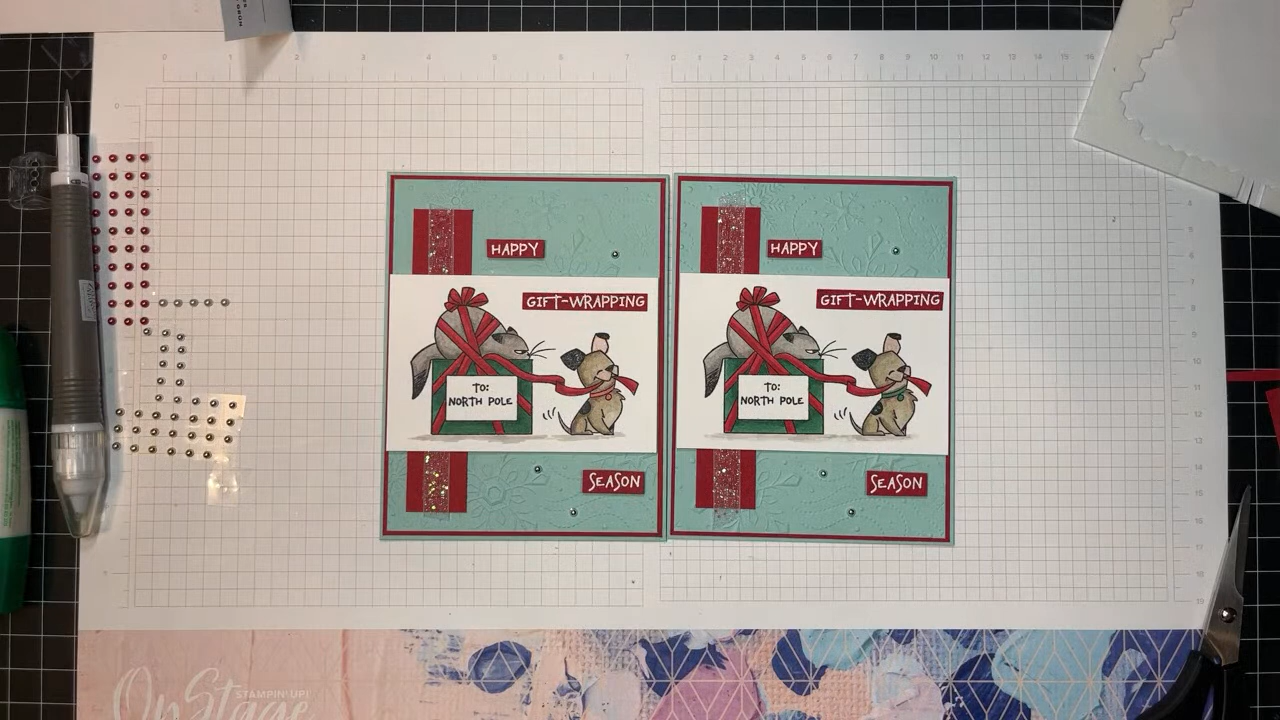 HAPPY
GIFT-WRAPPING
TO:
NORTH POLE
SEASON
HAPPY
GIFT-WRAPPING
TO:
NORTH POLE
SEASON
OnStage
STAMPIN' UP!